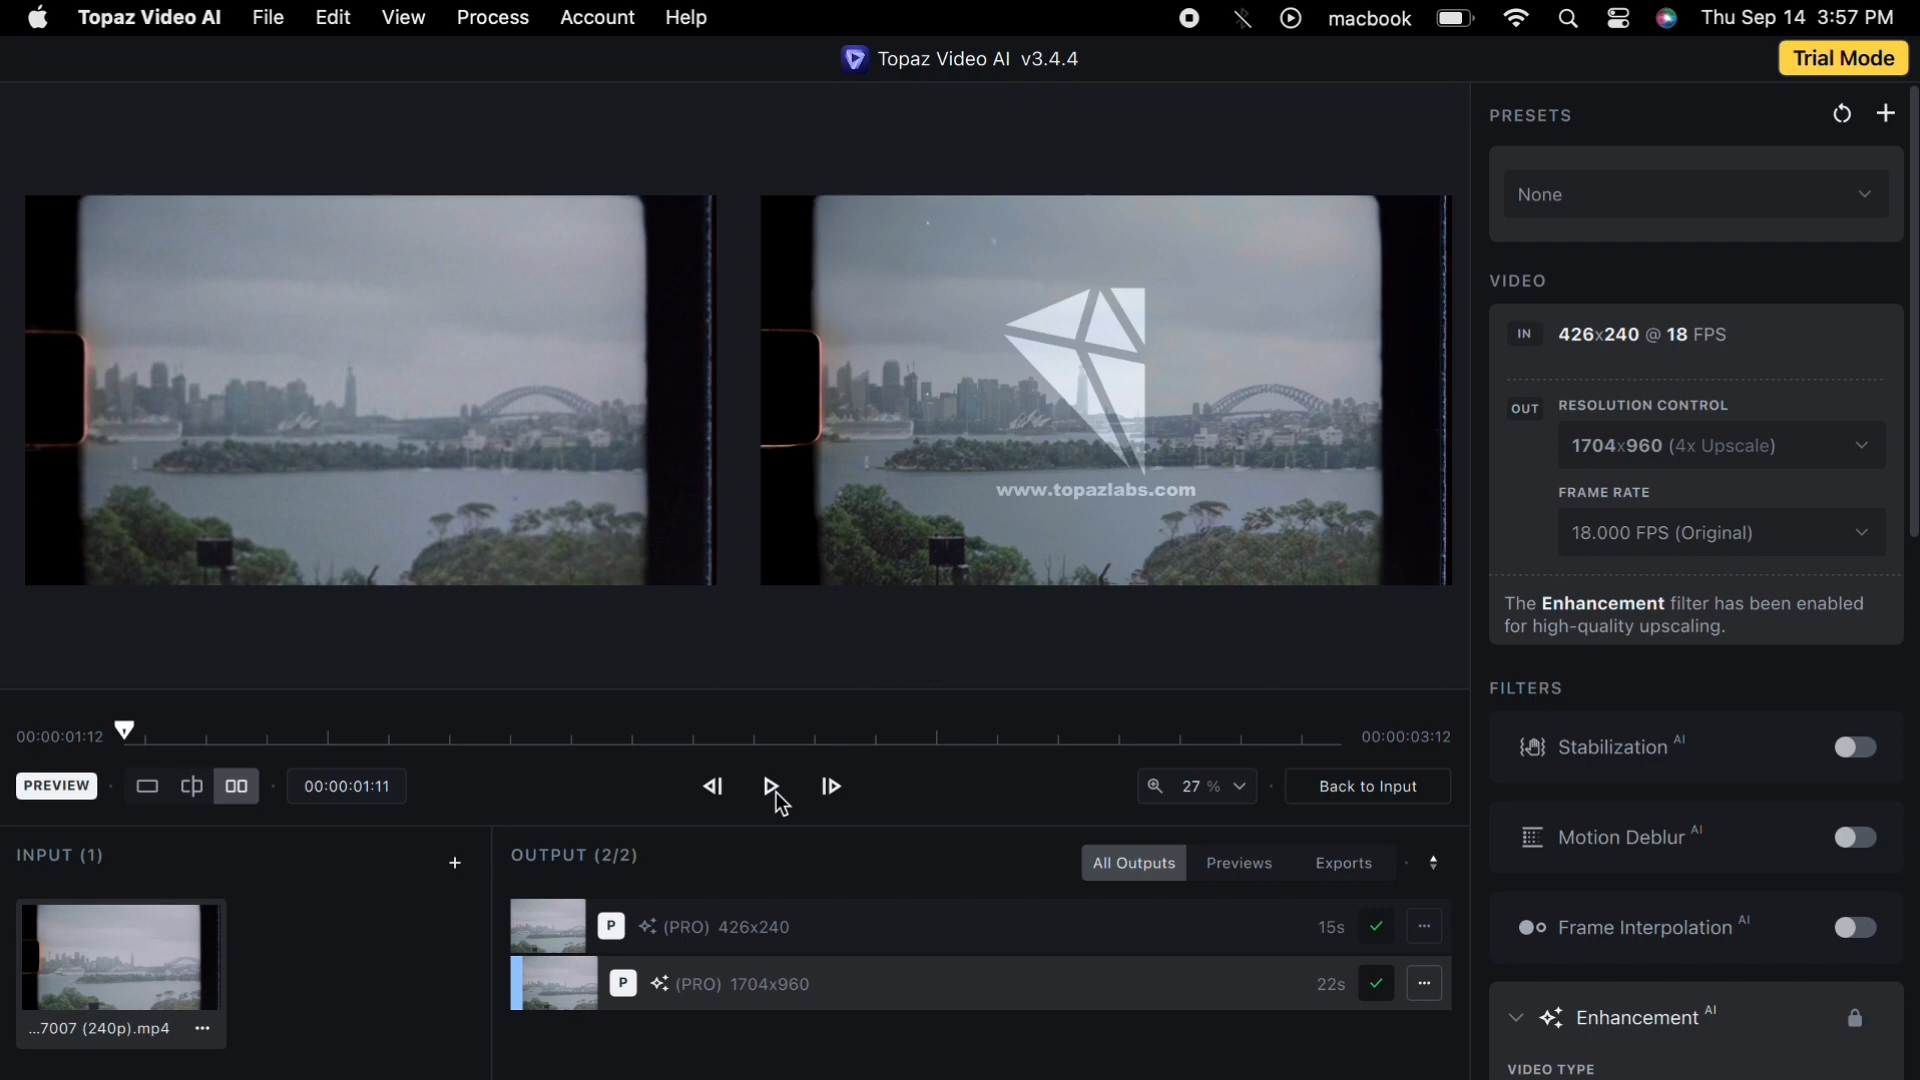 Topaz Video AI File Edit View Process Account Help macbook Thu Sep 14 3:57 PM
Topaz Video AI v3.4.4
Trial Mode
PRESETS
None
VIDEO
IN 426x240 @ 18 FPS
OUT RESOLUTION CONTROL
1704x960 (4x Upscale)
FRAME RATE
18.000 FPS (Original)
The Enhancement filter has been enabled
for high-quality upscaling.
www.topazlabs.com
FILTERS
Stabilization AI
Motion Deblur AI
Frame Interpolation AI
Enhancement AI
VIDEO TYPE
00:00:01:12 00:00:03:12
PREVIEW 00:00:01:11 27 % Back to Input
INPUT (1)
...7007 (240p).mp4
OUTPUT (2/2) All Outputs Previews Exports
P (PRO) 426x240 15s
P (PRO) 1704x960 22s